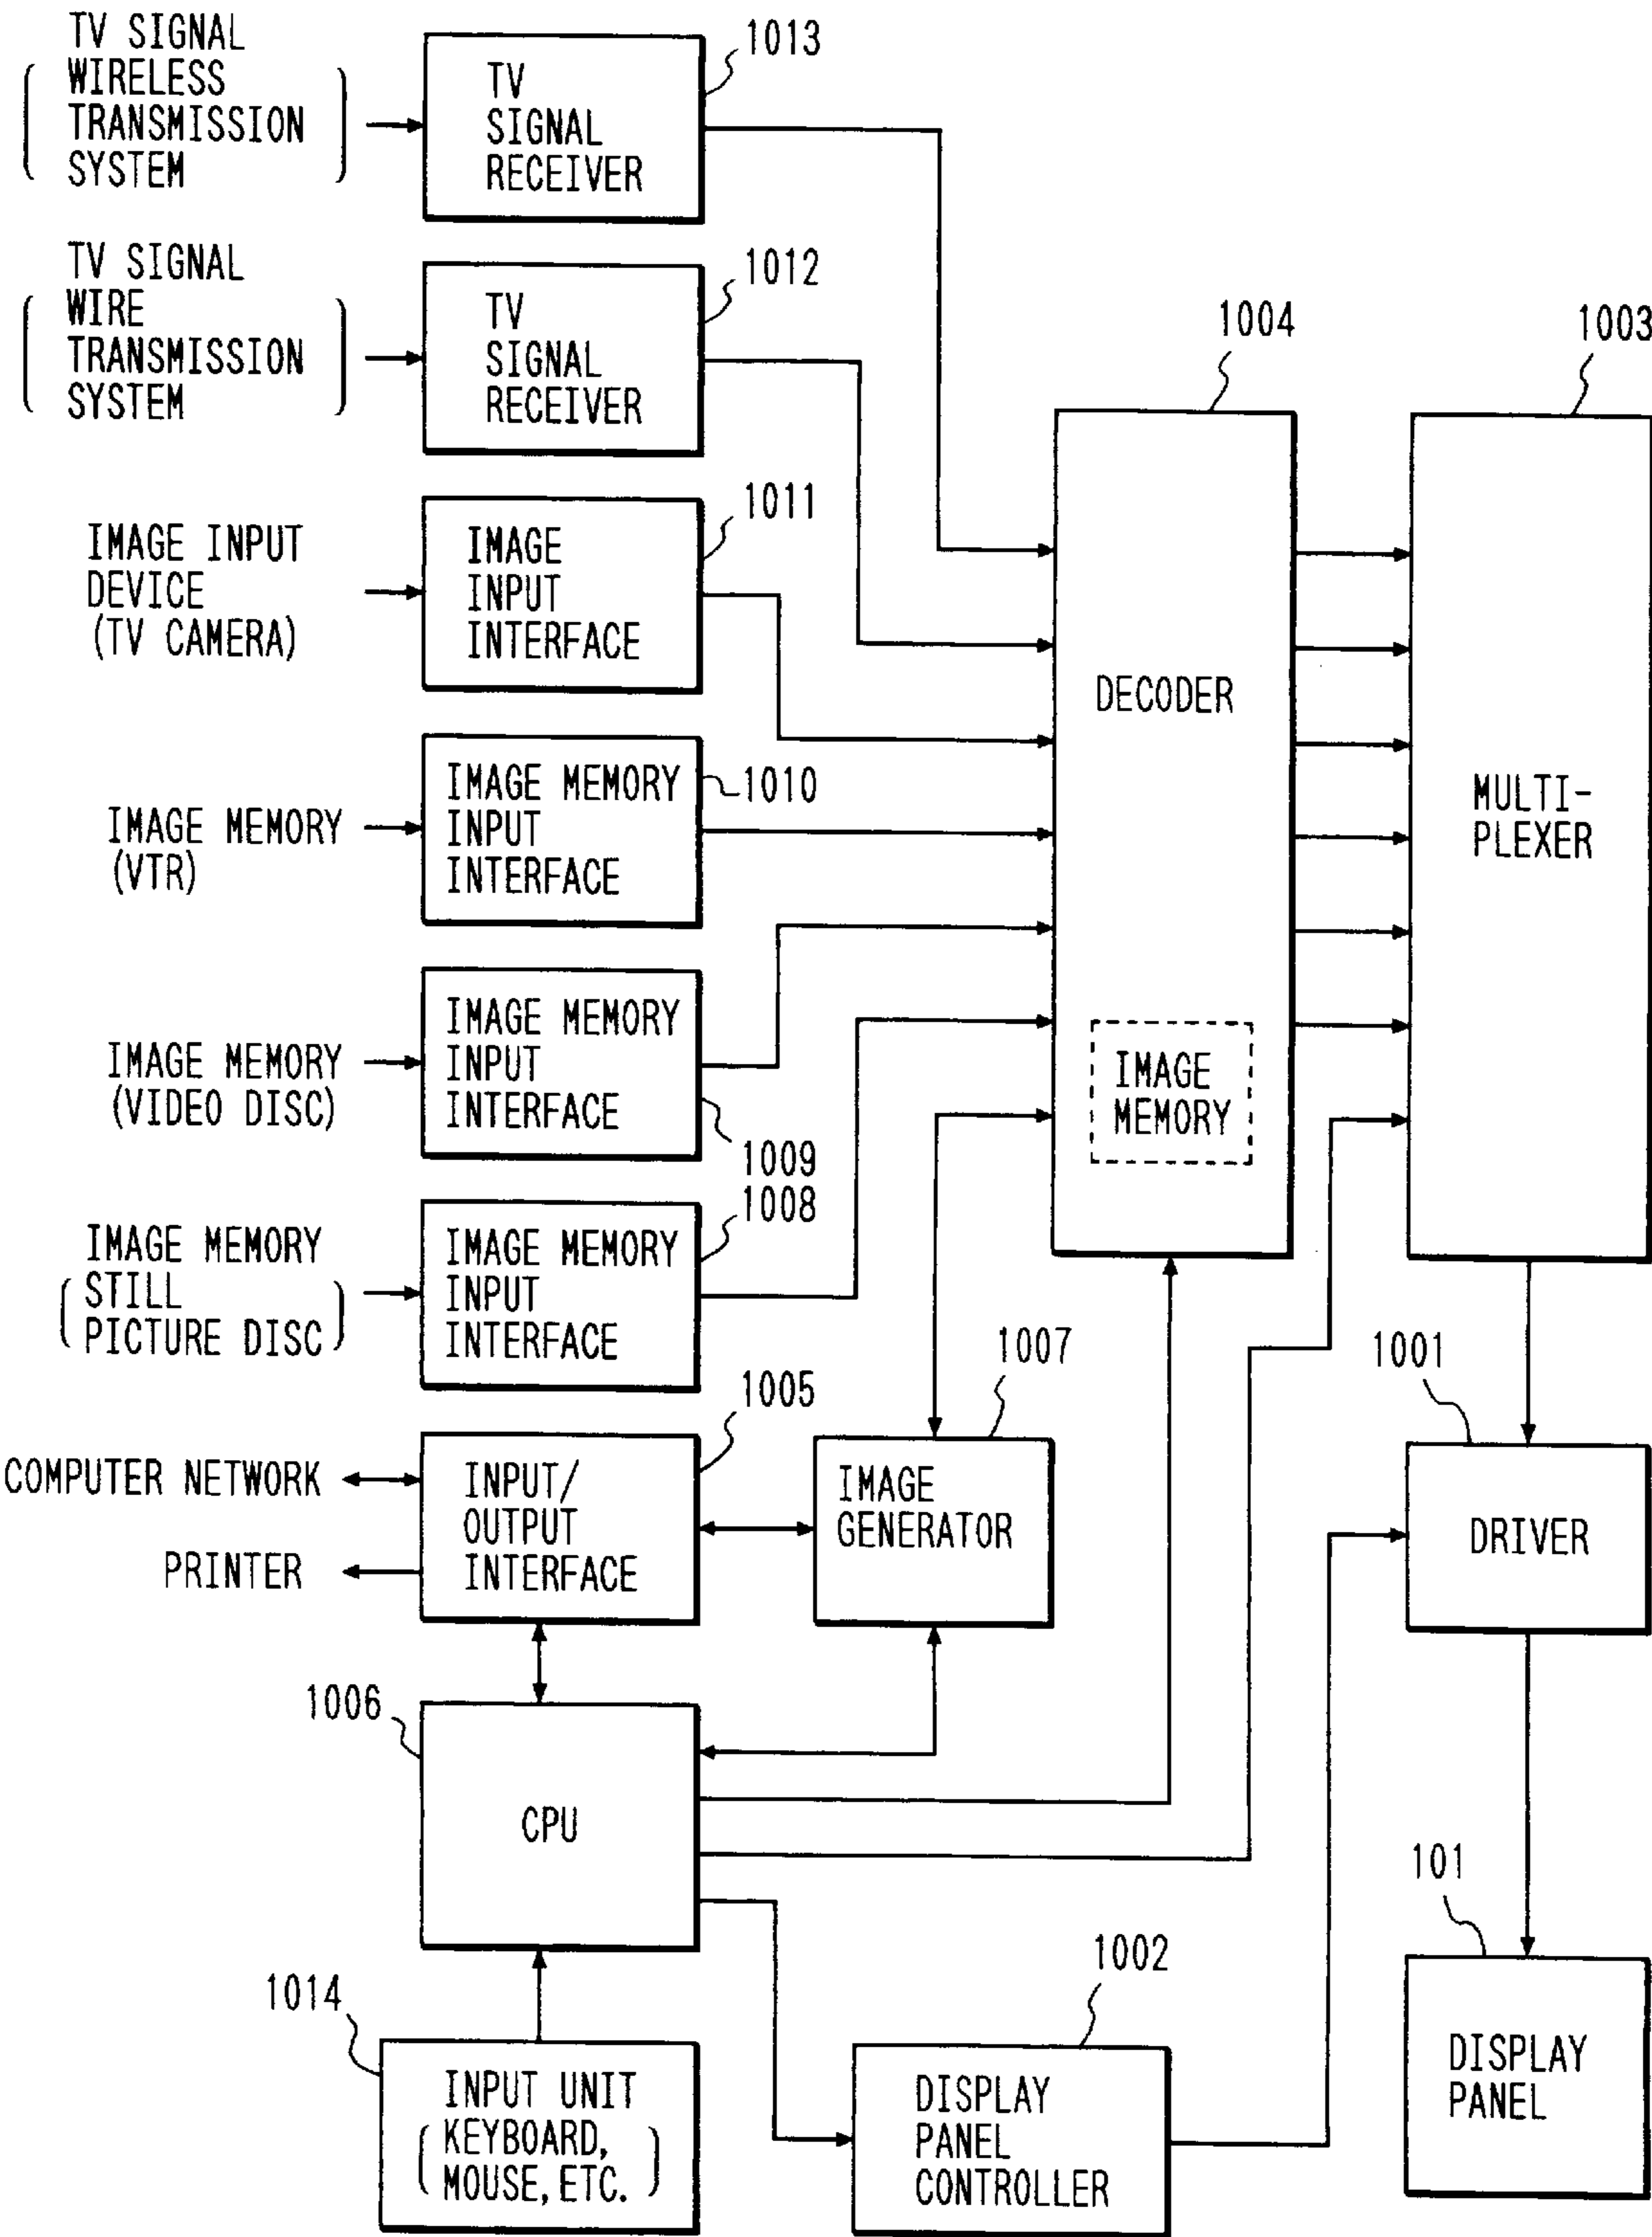 TV SIGNAL
WIRELESS
TRANSMISSION
SYSTEM
TV
SIGNAL
RECEIVER
1013
TV SIGNAL
WIRE
TRANSMISSION
SYSTEM
TV
SIGNAL
RECEIVER
1012
IMAGE INPUT
DEVICE
(TV CAMERA)
IMAGE
INPUT
INTERFACE
1011
IMAGE MEMORY
(VTR)
IMAGE MEMORY
INPUT
INTERFACE
1010
IMAGE MEMORY
(VIDEO DISC)
IMAGE MEMORY
INPUT
INTERFACE
1009
IMAGE MEMORY
STILL
PICTURE DISC
IMAGE MEMORY
INPUT
INTERFACE
1008
1004
DECODER
IMAGE
MEMORY
1003
MULTI-
PLEXER
COMPUTER NETWORK
PRINTER
INPUT/
OUTPUT
INTERFACE
1005
IMAGE
GENERATOR
1007
1001
DRIVER
1006
CPU
101
DISPLAY
PANEL
1014
INPUT UNIT
KEYBOARD,
MOUSE, ETC.
1002
DISPLAY
PANEL
CONTROLLER